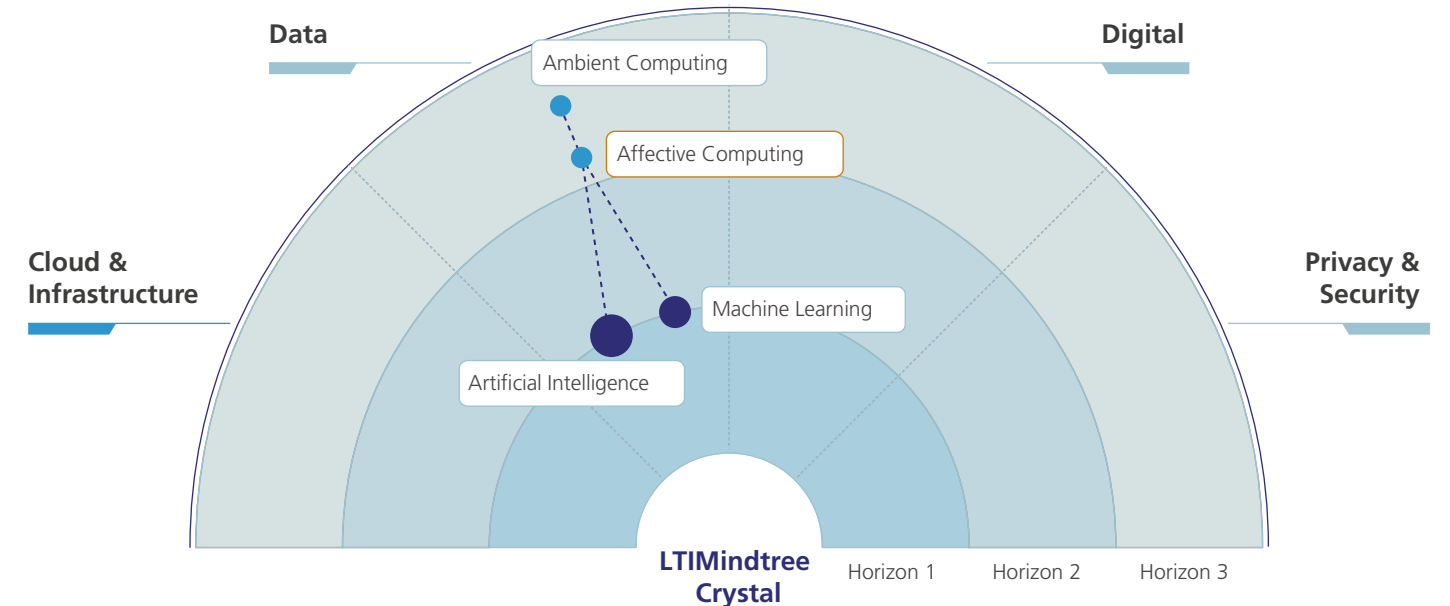 Data
Digital
Ambient Computing
Affective Computing
Cloud &
Infrastructure
Privacy &
Security
Machine Learning
Artificial Intelligence
LTIMindtree
Crystal
Horizon 1
Horizon 2
Horizon 3